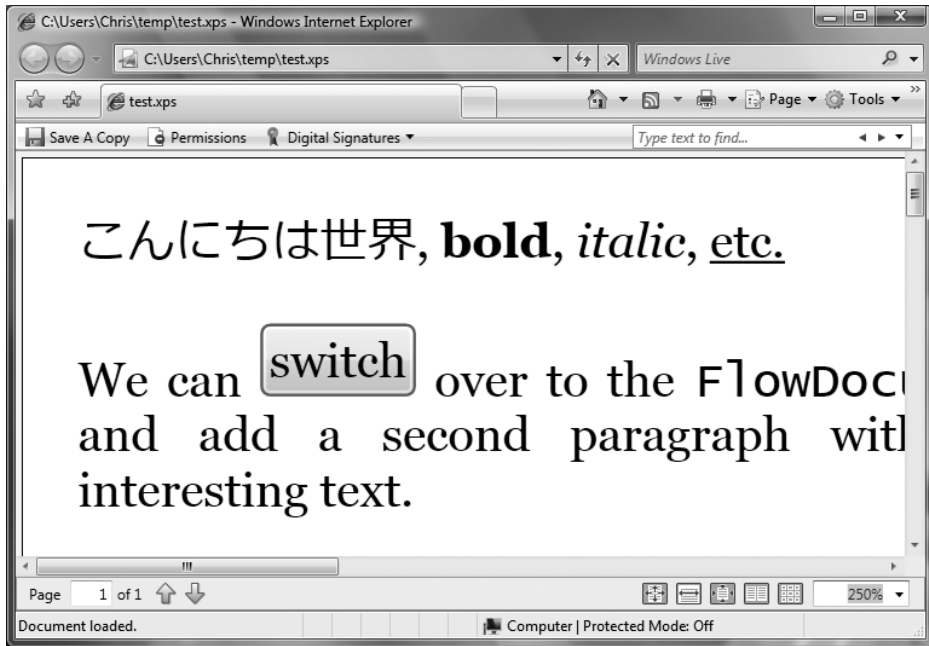 C:\Users\Chris\temp\test.xps - Windows Internet Explorer
C:\Users\Chris\temp\test.xps Windows Live
test.xps Page Tools
Save A Copy Permissions Digital Signatures Type text to find...
こんにちは世界, bold, italic, etc.
We can switch over to the FlowDocu
and add a second paragraph with
interesting text.
Page 1 of 1 250%
Document loaded. Computer | Protected Mode: Off